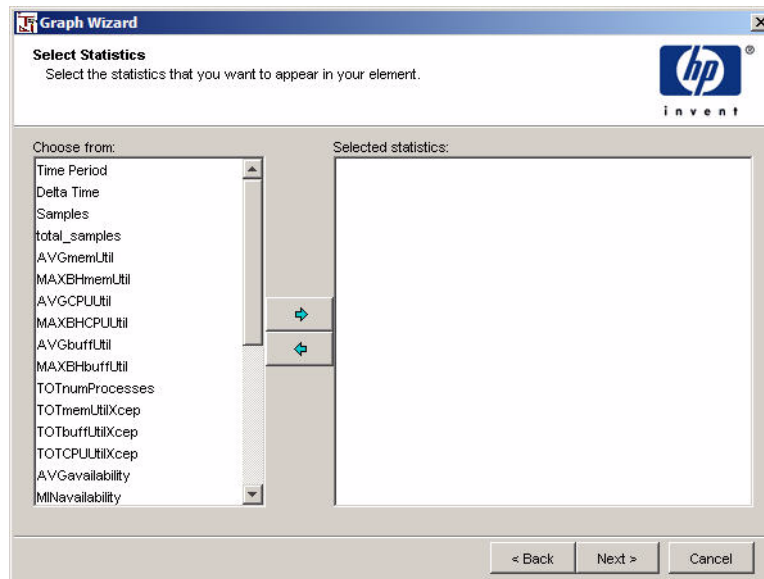 Graph Wizard
Select Statistics
Select the statistics that you want to appear in your element.
hp
®
invent
Choose from:
Selected statistics:
Time Period
Delta Time
Samples
total_samples
AVGmemUtil
MAXBHmemUtil
AVGCPUUtil
MAXBHCPUUtil
AVGbuffUtil
MAXBHbuffUtil
TOTnumProcesses
TOTmemUtilXcep
TOTbuffUtilXcep
TOTCPUUtilXcep
AVGavailability
MINavailability
< Back
Next >
Cancel